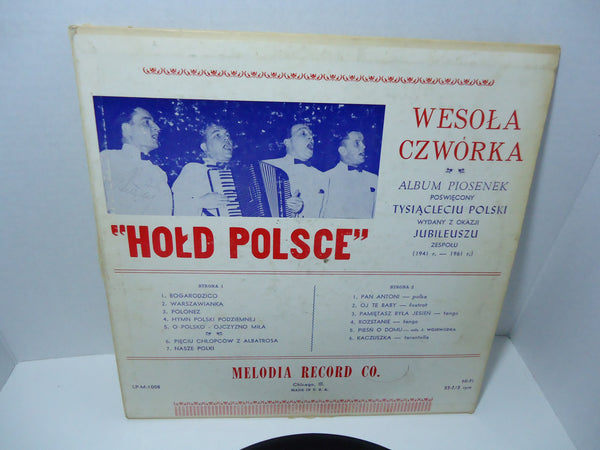 WESOŁA
CZWÓRKA
ALBUM PIOSENEK
POŚWIĘCONY
TYSIĄCLECIU POLSKI
WYDANY Z OKAZJI
JUBILEUSZU
ZESPOŁU
(1941 r. — 1961 r.)
"HOŁD POLSCE"
STRONA 1
1. BOGARODZICO
2. WARSZAWIANKA
3. POLONEZ
4. HYMN POLSKI PODZIEMNEJ
5. O POLSKO - OJCZYZNO MIŁA
6. PIĘCIU CHŁOPCOW Z ALBATROSA
7. NASZE POLKI
STRONA 2
1. PAN ANTONI — polka
2. OJ TE BABY — foxtrot
3. PAMIĘTASZ BYŁA JESIEŃ — tango
4. ROZSTANIE — tango
5. PIEŚŃ O DOMU —
6. KACZUSZKA — tarantella
MELODIA RECORD CO.
Chicago, Ill.
MADE IN U.S.A.
LP-M-1008
HI-FI
33-1/3 rpm